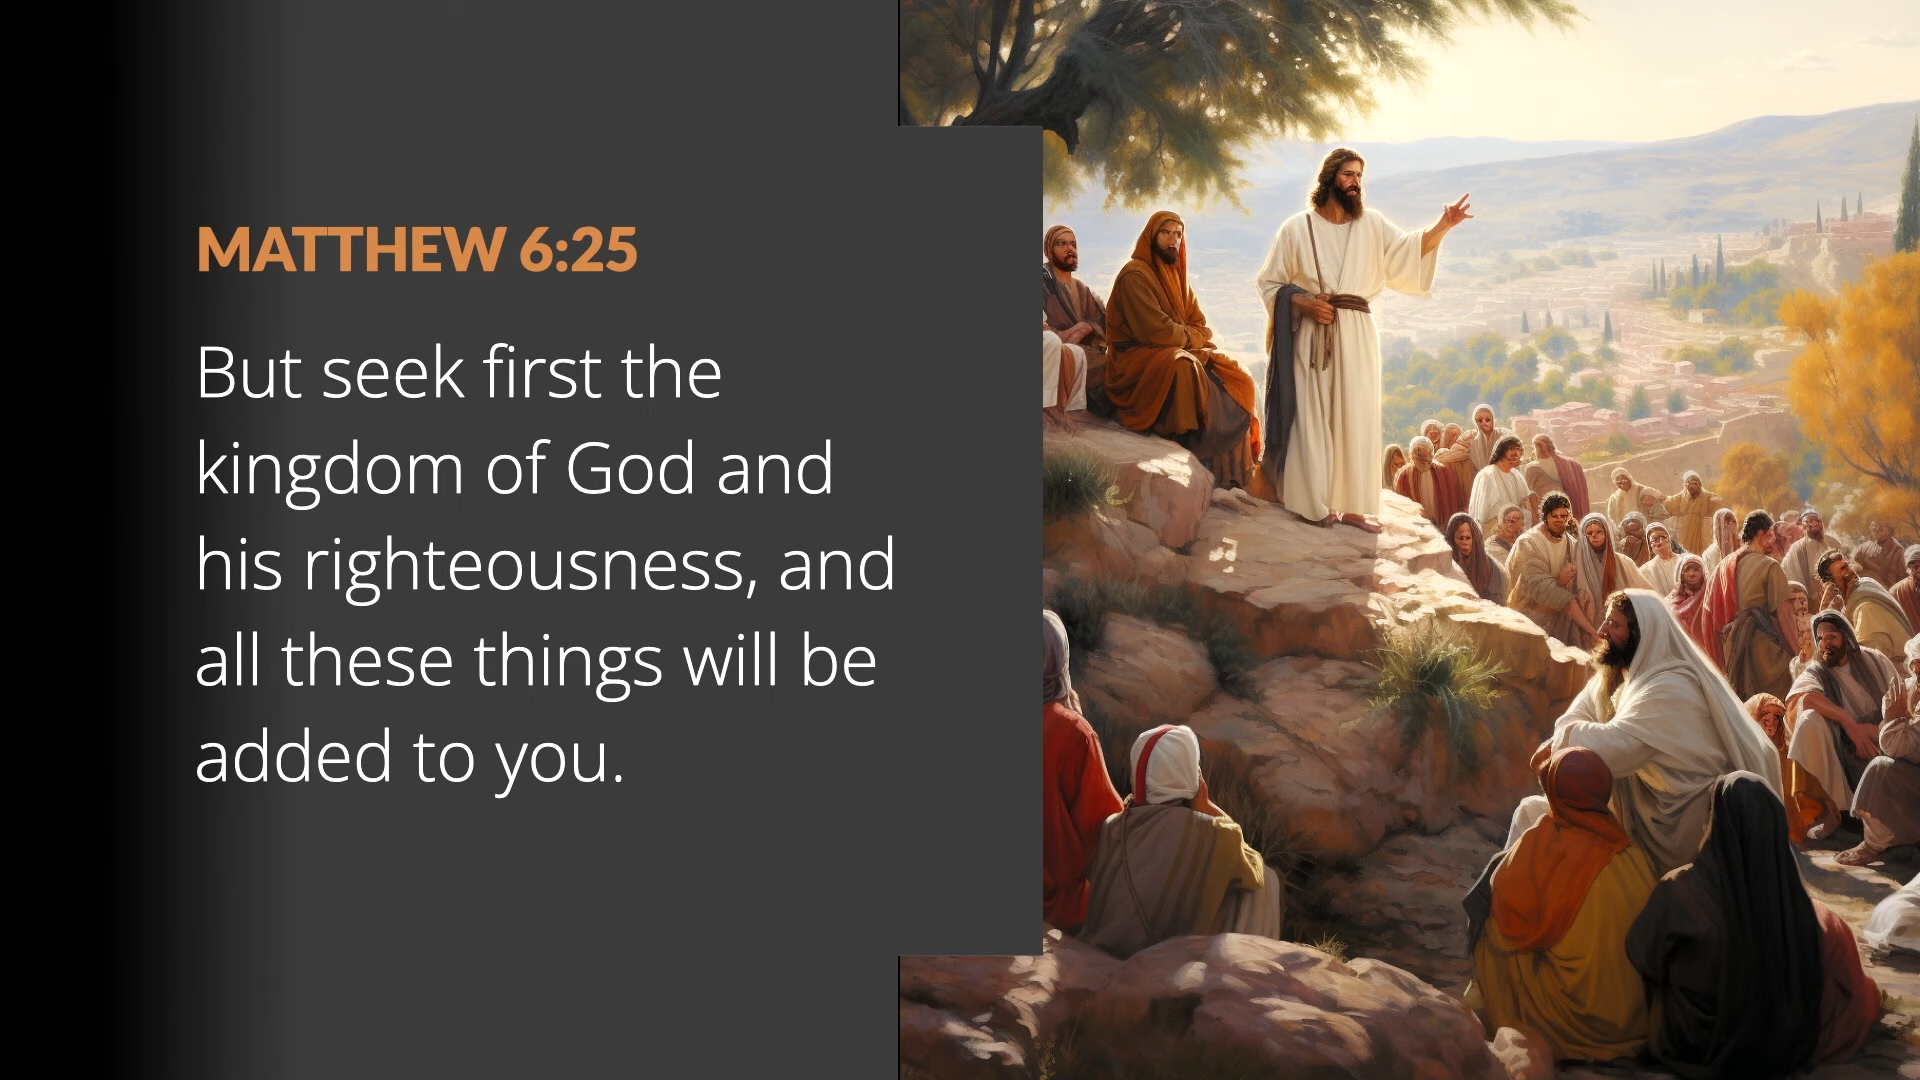 MATTHEW 6:25
But seek first the
kingdom of God and
his righteousness, and
all these things will be
added to you.